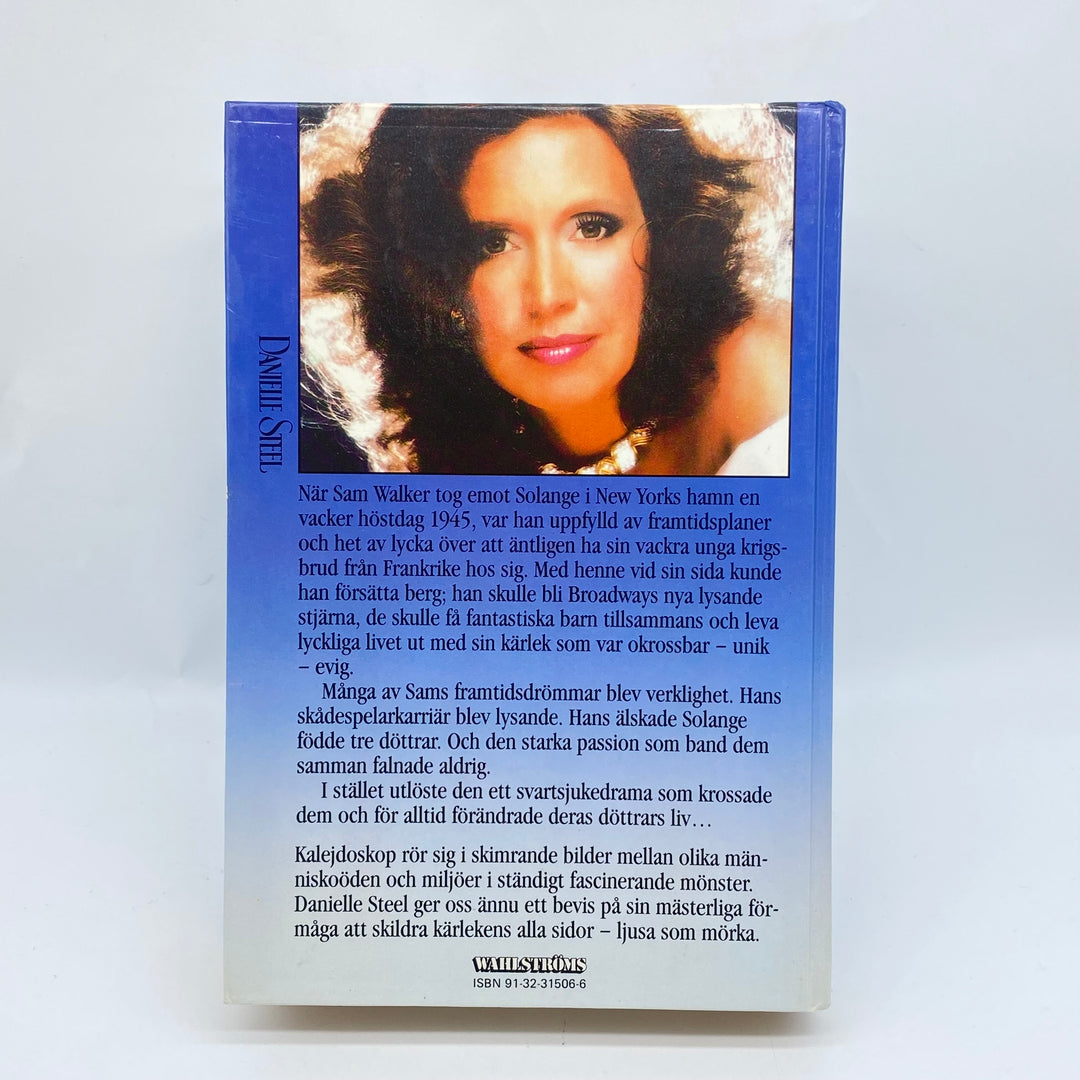 DANIELLE STEEL
När Sam Walker tog emot Solange i New Yorks hamn en
vacker höstdag 1945, var han uppfylld av framtidsplaner
och het av lycka över att äntligen ha sin vackra unga krigs-
brud från Frankrike hos sig. Med henne vid sin sida kunde
han försätta berg; han skulle bli Broadways nya lysande
stjärna, de skulle få fantastiska barn tillsammans och leva
lyckliga livet ut med sin kärlek som var okrossbar – unik
– evig.
Många av Sams framtidsdrömmar blev verklighet. Hans
skådespelarkarriär blev lysande. Hans älskade Solange
födde tre döttrar. Och den starka passion som band dem
samman falnade aldrig.
I stället utlöste den ett svartsjukedrama som krossade
dem och för alltid förändrade deras döttrars liv...
Kalejdoskop rör sig i skimrande bilder mellan olika män-
niskoöden och miljöer i ständigt fascinerande mönster.
Danielle Steel ger oss ännu ett bevis på sin mästerliga för-
måga att skildra kärlekens alla sidor – ljusa som mörka.
WAHLSTRÖMS
ISBN 91-32-31506-6